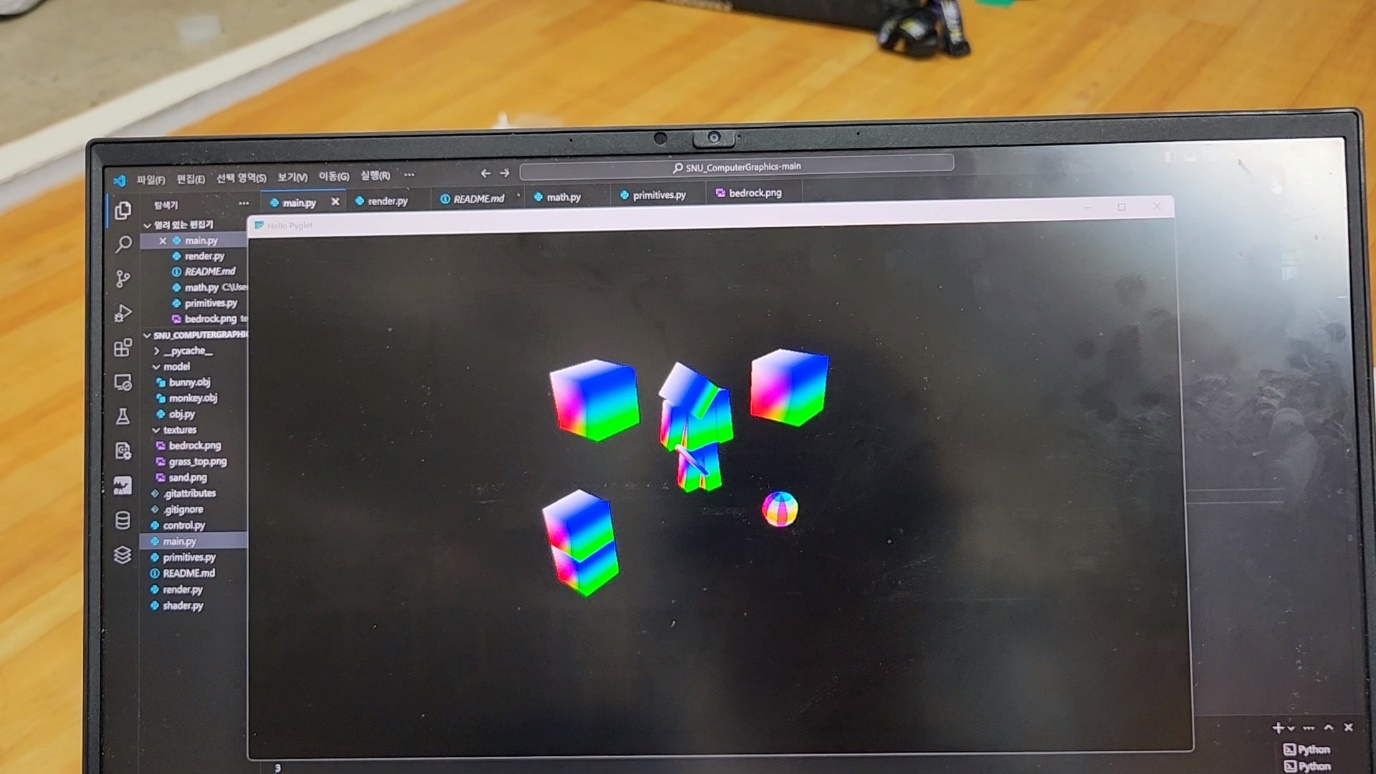 파일(F) 편집(E) 선택 영역(S) 보기(V) 이동(G) 실행(R) ···
SNU_ComputerGraphics-main
탐색기 ···
main.py render.py README.md math.py primitives.py bedrock.png
Hello Pyglet
열려 있는 편집기
main.py
render.py
README.md
math.py C:\Use
primitives.py
bedrock.png te
SNU_COMPUTERGRAPHI
__pycache__
model
bunny.obj
monkey.obj
obj.py
textures
bedrock.png
grass_top.png
sand.png
.gitattributes
.gitignore
control.py
main.py
primitives.py
README.md
render.py
shader.py
3
Python
Python